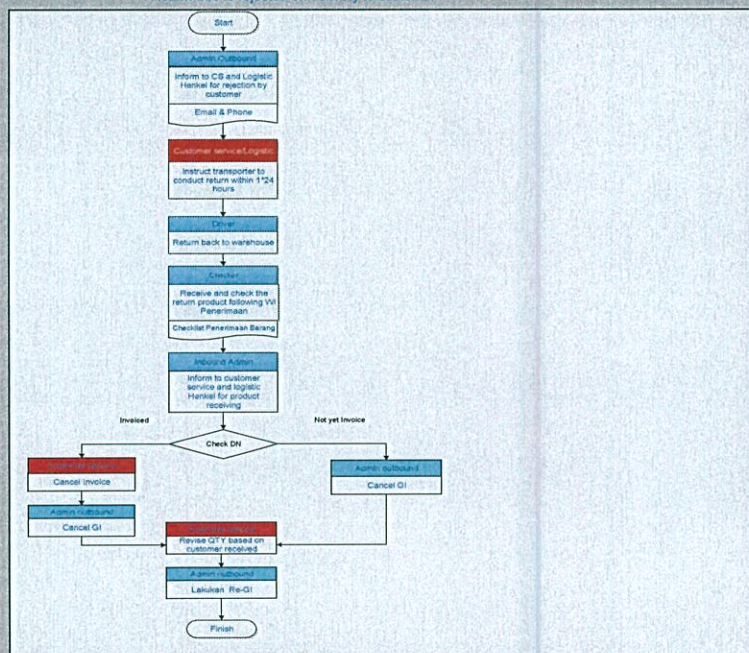 Start
Admin Outbound
Inform to CS and Logistic
Henkel for rejection by
customer
Email & Phone
Customer service/Logistic
Instruct transporter to
conduct return within 1*24
hours
Driver
Return back to warehouse
Checker
Receive and check the
return product following WI
Penerimaan
Checklist Penerimaan Barang
Inbound Admin
Inform to customer
service and logistic
Henkel for product
receiving
Invoiced
Not yet Invoice
Check DN
Cancel Invoice
Admin outbound
Cancel GI
Admin outbound
Cancel GI
Revise QTY based on
customer received
Admin outbound
Lakukan Re-GI
Finish